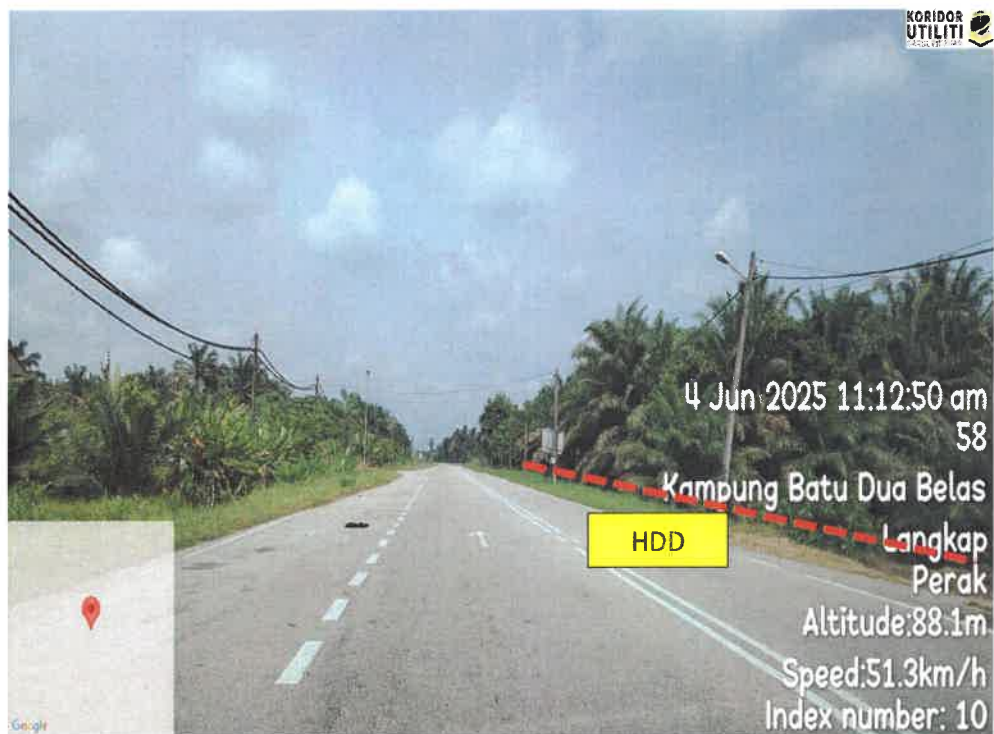 KORIDOR
UTILITI
4 Jun 2025 11:12:50 am
58
Kampung Batu Dua Belas
HDD
Langkap
Perak
Altitude:88.1m
Speed:51.3km/h
Index number: 10
Google